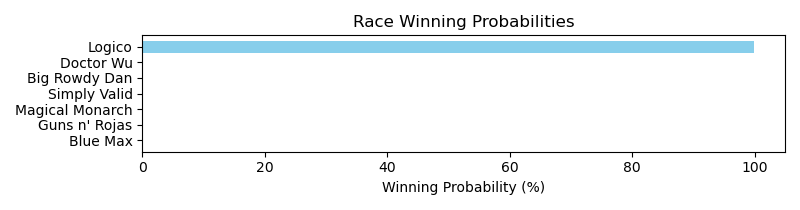 Race Winning Probabilities
Logico
Doctor Wu
Big Rowdy Dan
Simply Valid
Magical Monarch
Guns n' Rojas
Blue Max
0 20 40 60 80 100
Winning Probability (%)